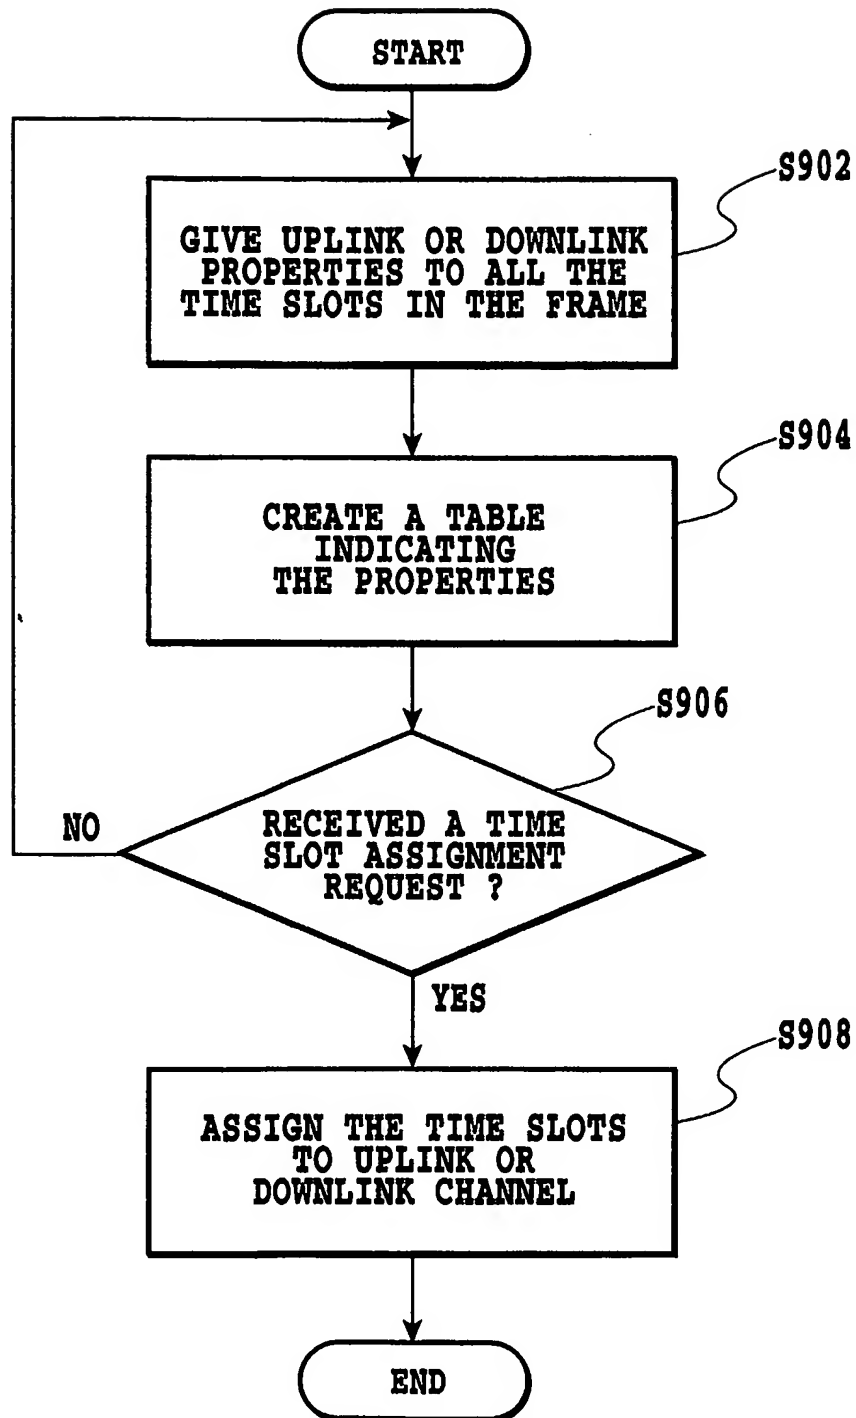 START
S902
GIVE UPLINK OR DOWNLINK
PROPERTIES TO ALL THE
TIME SLOTS IN THE FRAME
S904
CREATE A TABLE
INDICATING
THE PROPERTIES
S906
NO
RECEIVED A TIME
SLOT ASSIGNMENT
REQUEST ?
YES
S908
ASSIGN THE TIME SLOTS
TO UPLINK OR
DOWNLINK CHANNEL
END